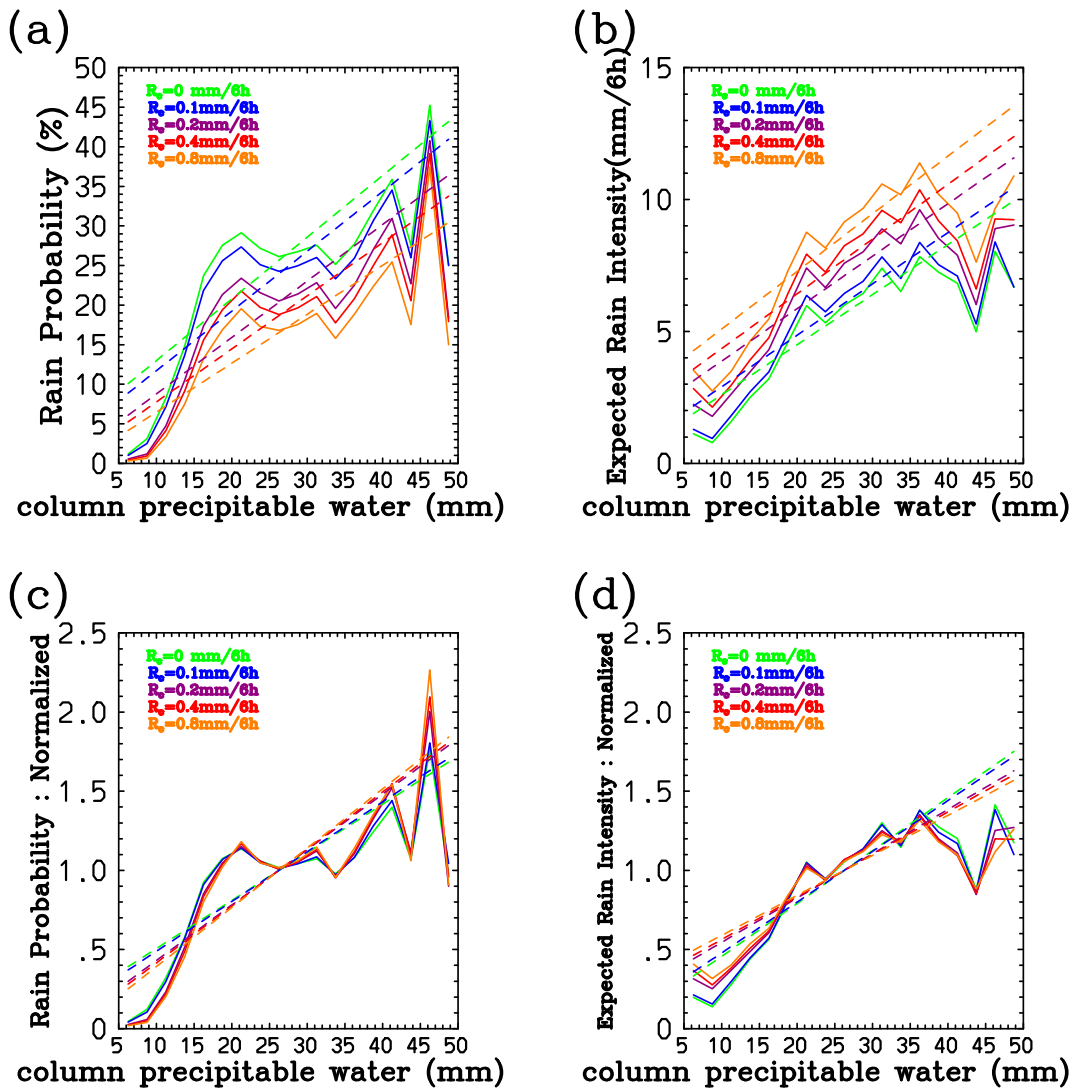 (a)
Rain Probability (%)
50
45
40
35
30
25
20
15
10
5
0
R₀=0 mm/6h
R₀=0.1mm/6h
R₀=0.2mm/6h
R₀=0.4mm/6h
R₀=0.8mm/6h
5 10 15 20 25 30 35 40 45 50
column precipitable water (mm)
(b)
Expected Rain Intensity(mm/6h)
15
10
5
0
R₀=0 mm/6h
R₀=0.1mm/6h
R₀=0.2mm/6h
R₀=0.4mm/6h
R₀=0.8mm/6h
5 10 15 20 25 30 35 40 45 50
column precipitable water (mm)
(c)
Rain Probability : Normalized
2.5
2.0
1.5
1.0
.5
0
R₀=0 mm/6h
R₀=0.1mm/6h
R₀=0.2mm/6h
R₀=0.4mm/6h
R₀=0.8mm/6h
5 10 15 20 25 30 35 40 45 50
column precipitable water (mm)
(d)
Expected Rain Intensity : Normalized
2.5
2.0
1.5
1.0
.5
0
R₀=0 mm/6h
R₀=0.1mm/6h
R₀=0.2mm/6h
R₀=0.4mm/6h
R₀=0.8mm/6h
5 10 15 20 25 30 35 40 45 50
column precipitable water (mm)